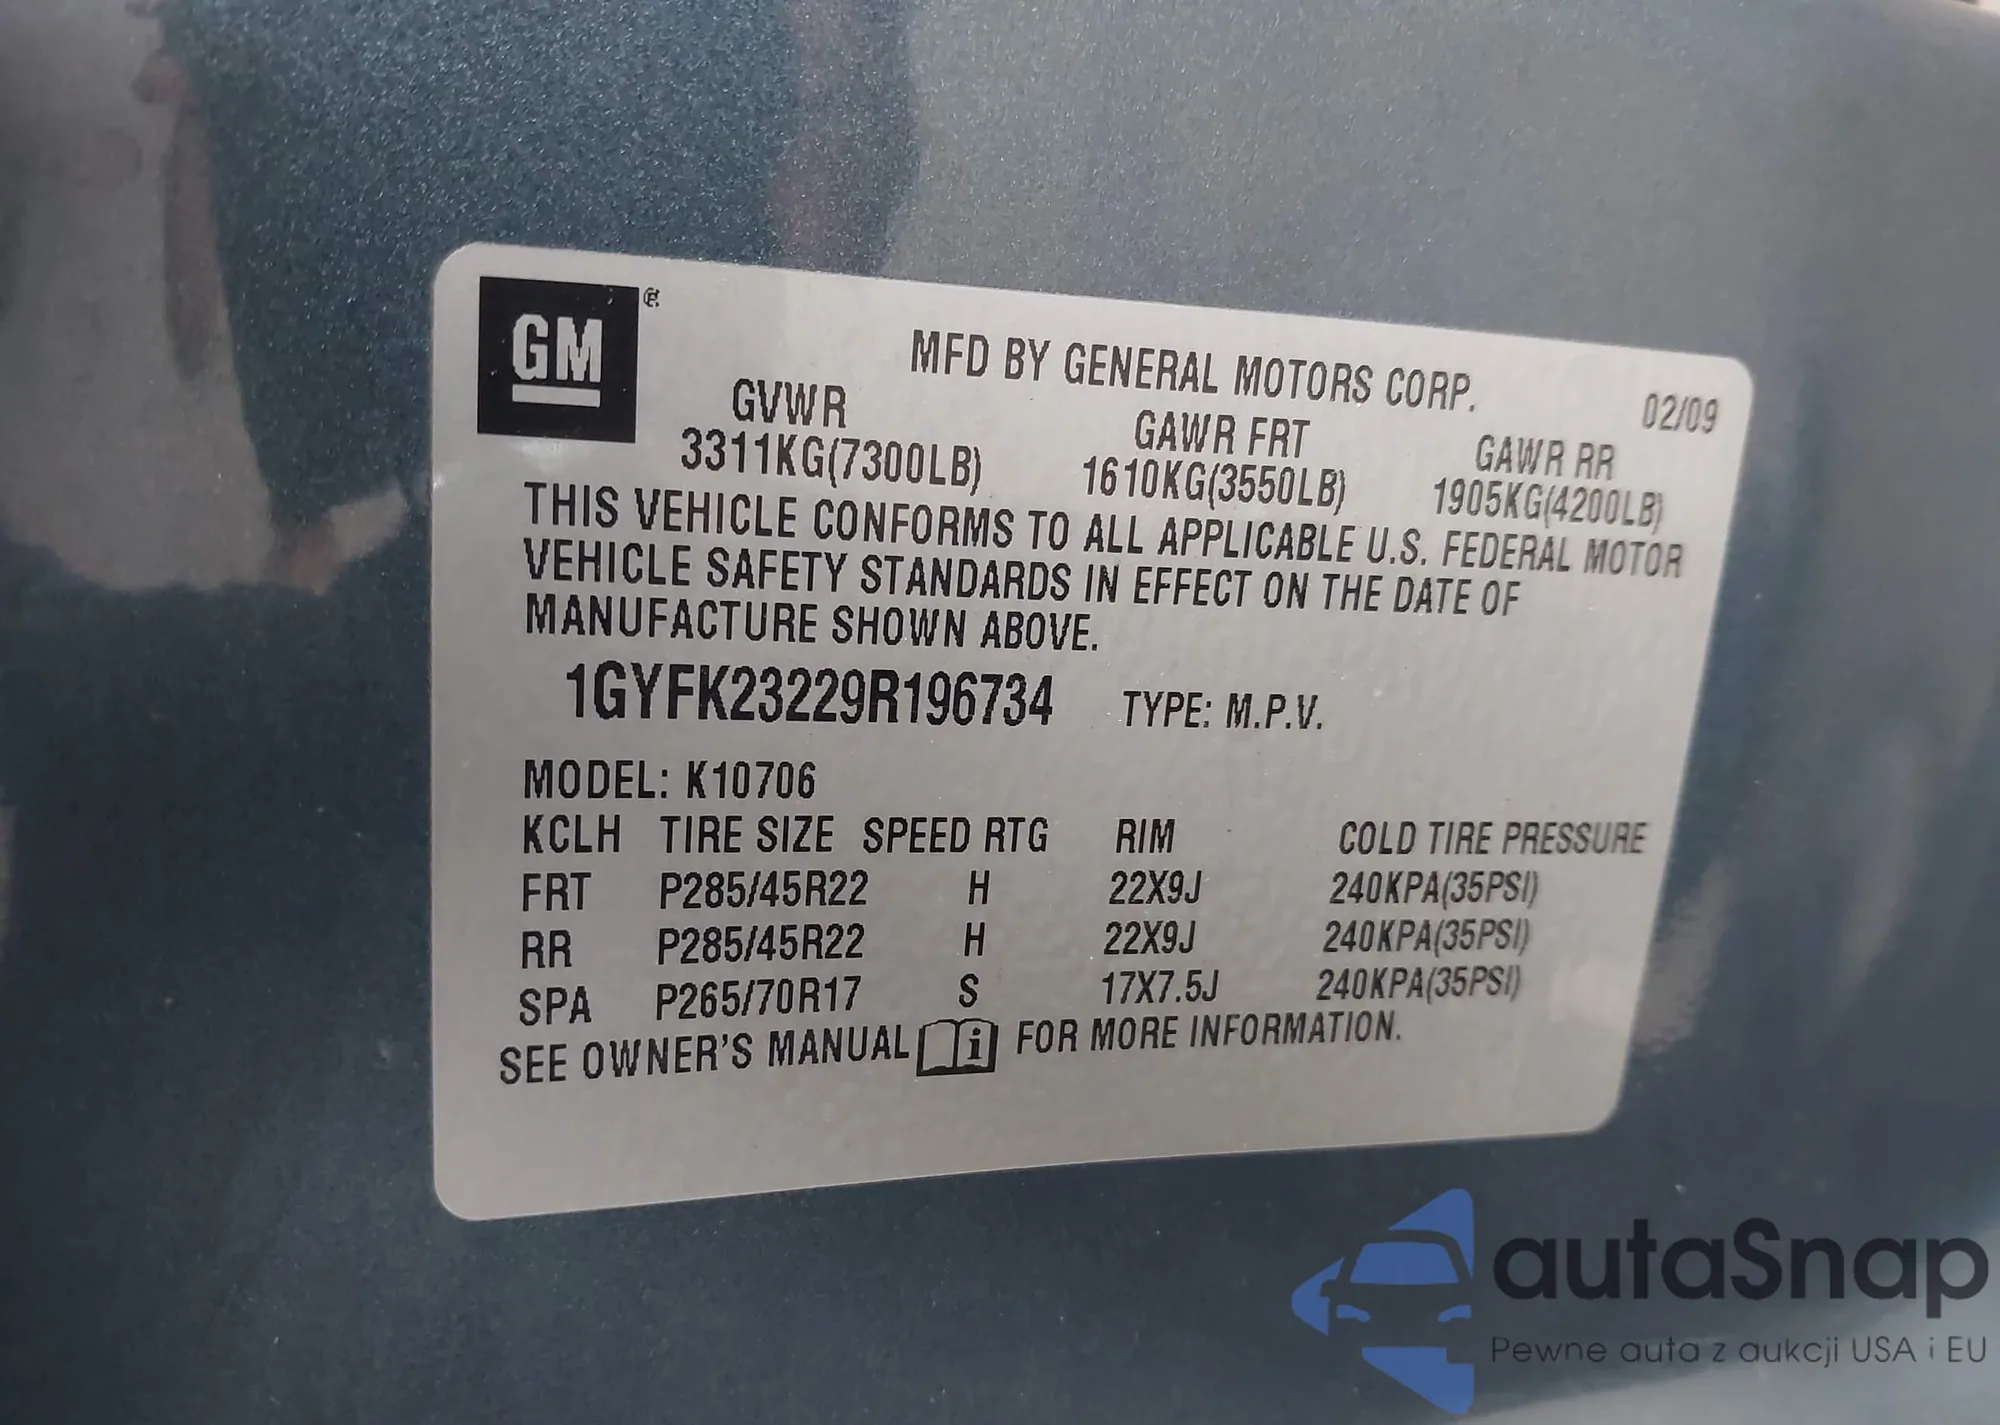 GM
MFD BY GENERAL MOTORS CORP.
02/09
GVWR GAWR FRT GAWR RR
3311KG(7300LB) 1610KG(3550LB) 1905KG(4200LB)
THIS VEHICLE CONFORMS TO ALL APPLICABLE U.S. FEDERAL MOTOR
VEHICLE SAFETY STANDARDS IN EFFECT ON THE DATE OF
MANUFACTURE SHOWN ABOVE.
1GYFK23229R196734 TYPE: M.P.V.
MODEL: K10706
KCLH TIRE SIZE SPEED RTG RIM COLD TIRE PRESSURE
FRT P285/45R22 H 22X9J 240KPA(35PSI)
RR P285/45R22 H 22X9J 240KPA(35PSI)
SPA P265/70R17 S 17X7.5J 240KPA(35PSI)
SEE OWNER'S MANUAL i FOR MORE INFORMATION.
autaSnap
Pewne auta z aukcji USA i EU